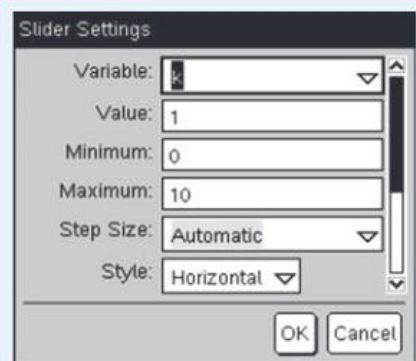 Slider Settings
Variable: k
Value: 1
Minimum: 0
Maximum: 10
Step Size: Automatic
Style: Horizontal
OK Cancel